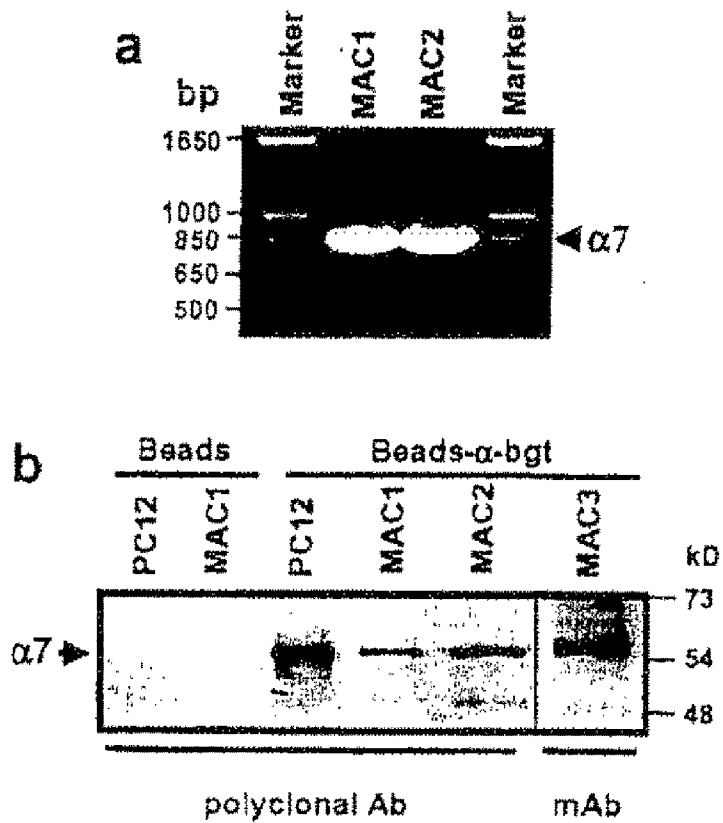 a
bp
Marker
MAC1
MAC2
Marker
1650
1000
850
650
500
α7
b
Beads
Beads-α-bgt
PC12
MAC1
PC12
MAC1
MAC2
MAC3
kD
α7
73
54
48
polyclonal Ab
mAb